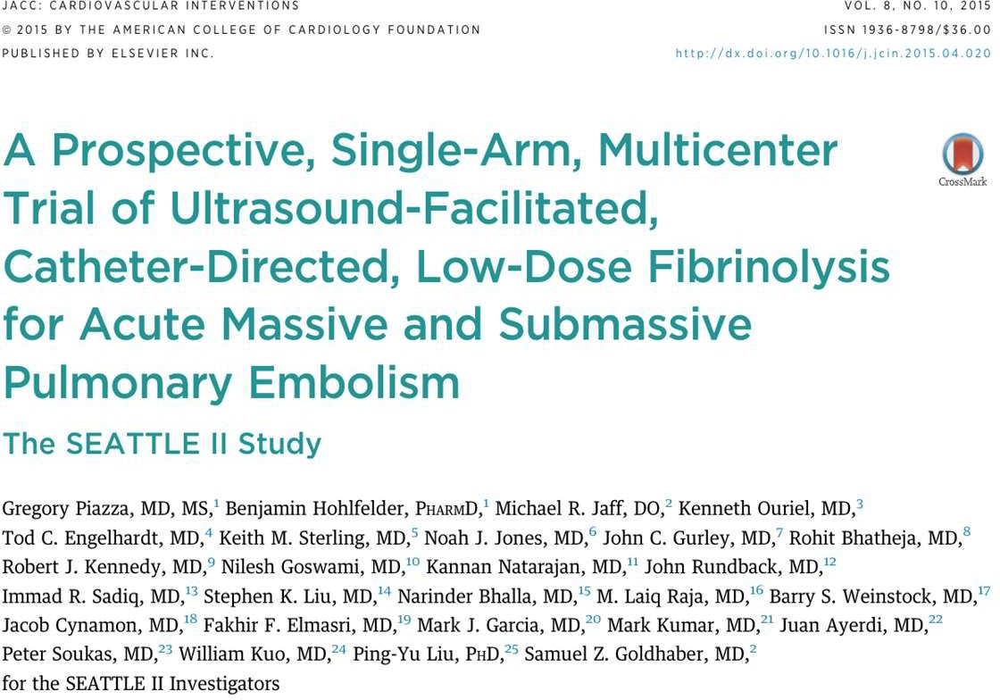 JACC: CARDIOVASCULAR INTERVENTIONS
VOL. 8, NO. 10, 2015
© 2015 BY THE AMERICAN COLLEGE OF CARDIOLOGY FOUNDATION
ISSN 1936-8798/$36.00
PUBLISHED BY ELSEVIER INC.
http://dx.doi.org/10.1016/j.jcin.2015.04.020
A Prospective, Single-Arm, Multicenter
Trial of Ultrasound-Facilitated,
Catheter-Directed, Low-Dose Fibrinolysis
for Acute Massive and Submassive
Pulmonary Embolism
CrossMark
The SEATTLE II Study
Gregory Piazza, MD, MS,1 Benjamin Hohlfelder, PHARMD,1 Michael R. Jaff, DO,2 Kenneth Ouriel, MD,3
Tod C. Engelhardt, MD,4 Keith M. Sterling, MD,5 Noah J. Jones, MD,6 John C. Gurley, MD,7 Rohit Bhatheja, MD,8
Robert J. Kennedy, MD,9 Nilesh Goswami, MD,10 Kannan Natarajan, MD,11 John Rundback, MD,12
Immad R. Sadiq, MD,13 Stephen K. Liu, MD,14 Narinder Bhalla, MD,15 M. Laiq Raja, MD,16 Barry S. Weinstock, MD,17
Jacob Cynamon, MD,18 Fakhir F. Elmasri, MD,19 Mark J. Garcia, MD,20 Mark Kumar, MD,21 Juan Ayerdi, MD,22
Peter Soukas, MD,23 William Kuo, MD,24 Ping-Yu Liu, PHD,25 Samuel Z. Goldhaber, MD,2
for the SEATTLE II Investigators